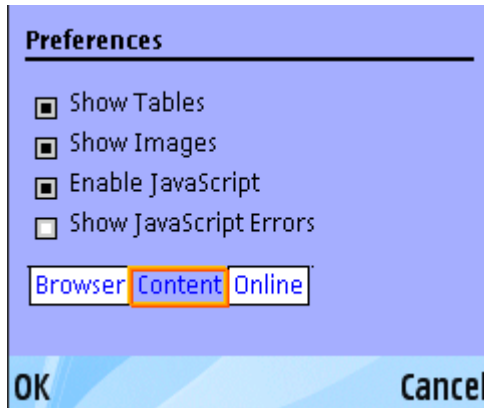 Preferences
Show Tables
Show Images
Enable JavaScript
Show JavaScript Errors
Browser Content Online
OK Cancel